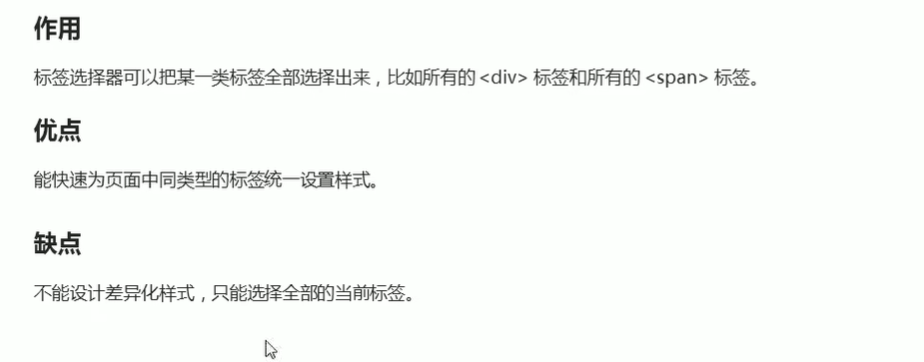 作用
标签选择器可以把某一类标签全部选择出来，比如所有的 <div> 标签和所有的 <span> 标签。
优点
能快速为页面中同类型的标签统一设置样式。
缺点
不能设计差异化样式，只能选择全部的当前标签。